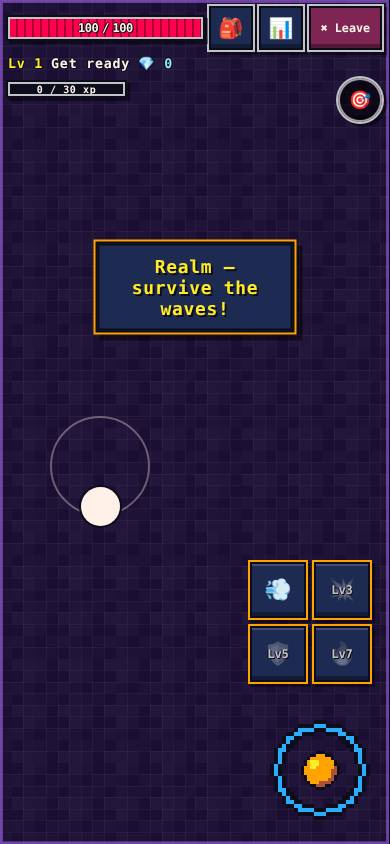 100 / 100
✖ Leave
Lv 1 Get ready 💎 0
0 / 30 xp
Realm —
survive the
waves!
Lv3
Lv5
Lv7